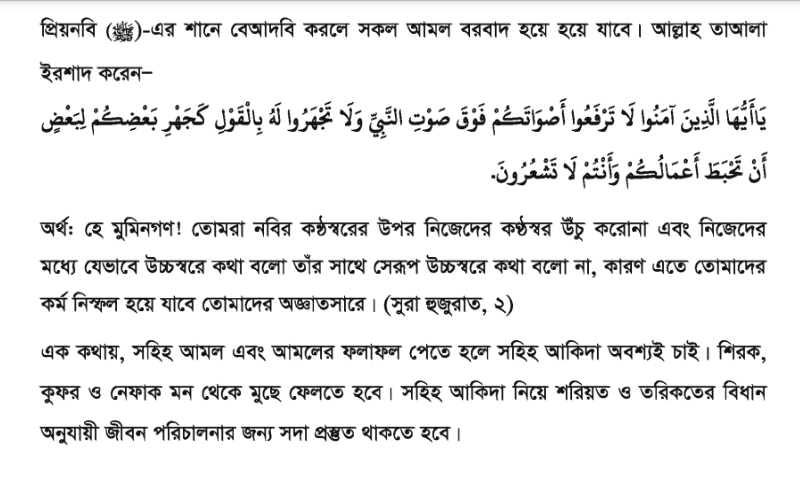 প্রিয়নবি (ﷺ)-এর শানে বেআদবি করলে সকল আমল বরবাদ হয়ে হয়ে যাবে। আল্লাহ তাআলা
ইরশাদ করেন–
يَاأَيُّهَا الَّذِينَ آمَنُوا لَا تَرْفَعُوا أَصْوَاتَكُمْ فَوْقَ صَوْتِ النَّبِيِّ وَلَا تَجْهَرُوا لَهُ بِالْقَوْلِ كَجَهْرِ بَعْضِكُمْ لِبَعْضٍ
أَنْ تَحْبَطَ أَعْمَالُكُمْ وَأَنْتُمْ لَا تَشْعُرُونَ.
অর্থ: হে মুমিনগণ! তোমরা নবির কণ্ঠস্বরের উপর নিজেদের কণ্ঠস্বর উঁচু করোনা এবং নিজেদের
মধ্যে যেভাবে উচ্চস্বরে কথা বলো তাঁর সাথে সেরূপ উচ্চস্বরে কথা বলো না, কারণ এতে তোমাদের
কর্ম নিস্ফল হয়ে যাবে তোমাদের অজ্ঞাতসারে। (সুরা হুজুরাত, ২)
এক কথায়, সহিহ আমল এবং আমলের ফলাফল পেতে হলে সহিহ আকিদা অবশ্যই চাই। শিরক,
কুফর ও নেফাক মন থেকে মুছে ফেলতে হবে। সহিহ আকিদা নিয়ে শরিয়ত ও তরিকতের বিধান
অনুযায়ী জীবন পরিচালনার জন্য সদা প্রস্তুত থাকতে হবে।